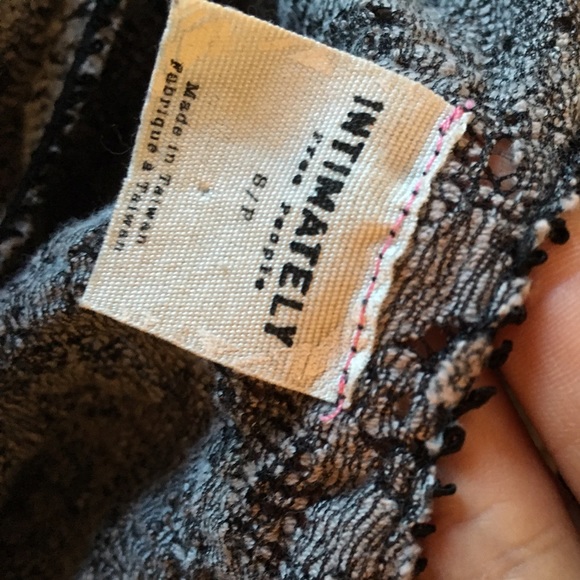 INTIMATELY
Free People
S/P
Made in Taiwan
Fabriqué à Taiwan